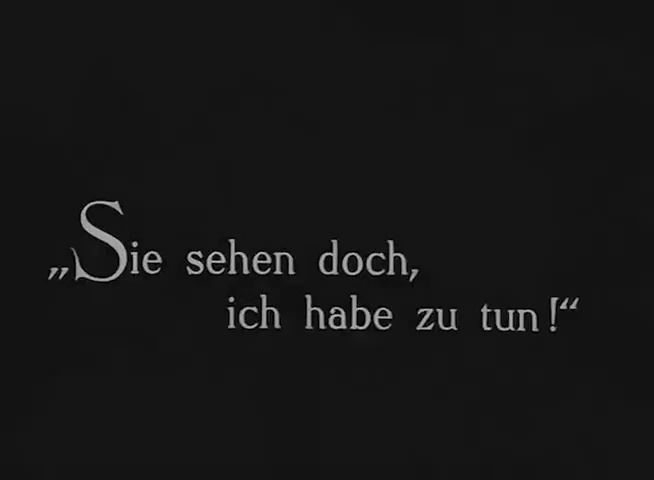 „Sie sehen doch,
ich habe zu tun!“